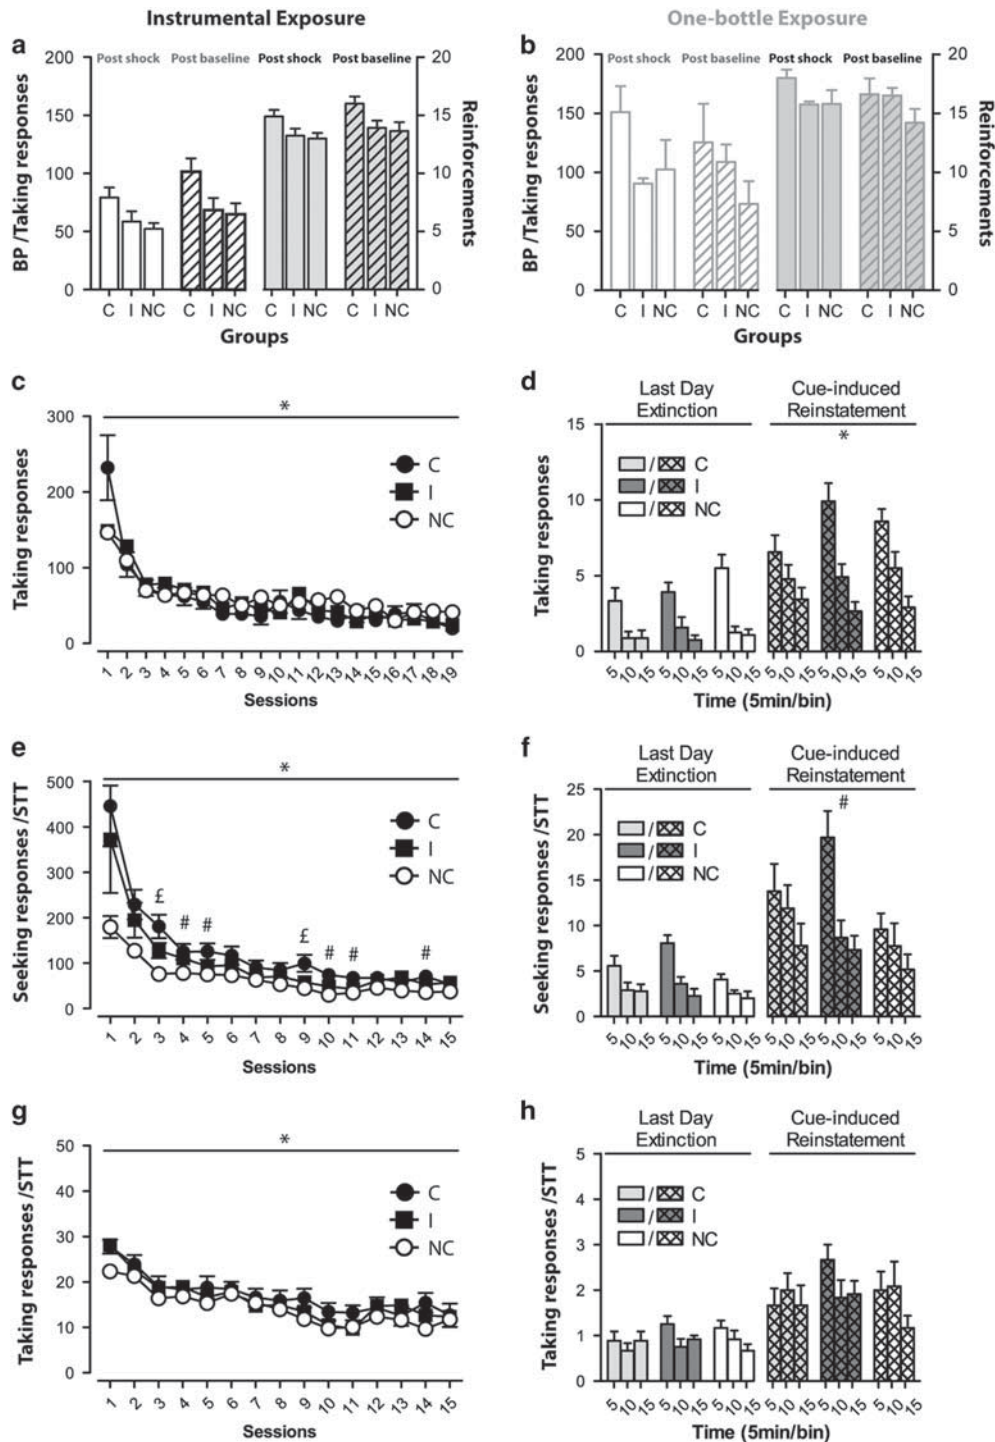 Instrumental Exposure
One-bottle Exposure
a
BP /Taking responses
200
150
100
50
0
Post shock
Post baseline
Post shock
Post baseline
20
15
10
5
0
Reinforcements
C I NC
C I NC
C I NC
C I NC
Groups
b
BP /Taking responses
200
150
100
50
0
Post shock
Post baseline
Post shock
Post baseline
20
15
10
5
0
Reinforcements
C I NC
C I NC
C I NC
C I NC
Groups
c
Taking responses
300
200
100
0
*
C
I
NC
1 2 3 4 5 6 7 8 9 10 11 12 13 14 15 16 17 18 19
Sessions
d
Last Day
Extinction
Cue-induced
Reinstatement
*
Taking responses
15
10
5
0
/ C
/ I
/ NC
5 10 15 5 10 15 5 10 15
5 10 15 5 10 15 5 10 15
Time (5min/bin)
e
Seeking responses /STT
500
400
300
200
100
0
*
C
I
NC
£ # # £ # # #
1 2 3 4 5 6 7 8 9 10 11 12 13 14 15
Sessions
f
Last Day
Extinction
Cue-induced
Reinstatement
#
Seeking responses /STT
25
20
15
10
5
0
/ C
/ I
/ NC
5 10 15 5 10 15 5 10 15
5 10 15 5 10 15 5 10 15
Time (5min/bin)
g
Taking responses /STT
50
40
30
20
10
0
*
C
I
NC
1 2 3 4 5 6 7 8 9 10 11 12 13 14 15
Sessions
h
Last Day
Extinction
Cue-induced
Reinstatement
Taking responses /STT
5
4
3
2
1
0
/ C
/ I
/ NC
5 10 15 5 10 15 5 10 15
5 10 15 5 10 15 5 10 15
Time (5min/bin)